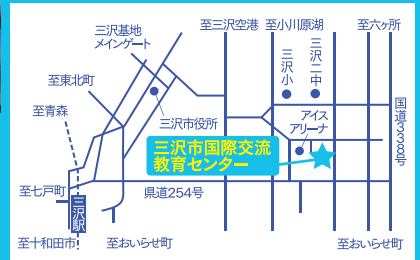 三沢基地
メインゲート
至三沢空港
至小川原湖
至六ヶ所
至東北町
三沢小
三沢二中
至青森
三沢市役所
アイス
アリーナ
国道338号
三沢市国際交流
教育センター
至七戸町
県道254号
三沢駅
至十和田市
至おいらせ町
至おいらせ町